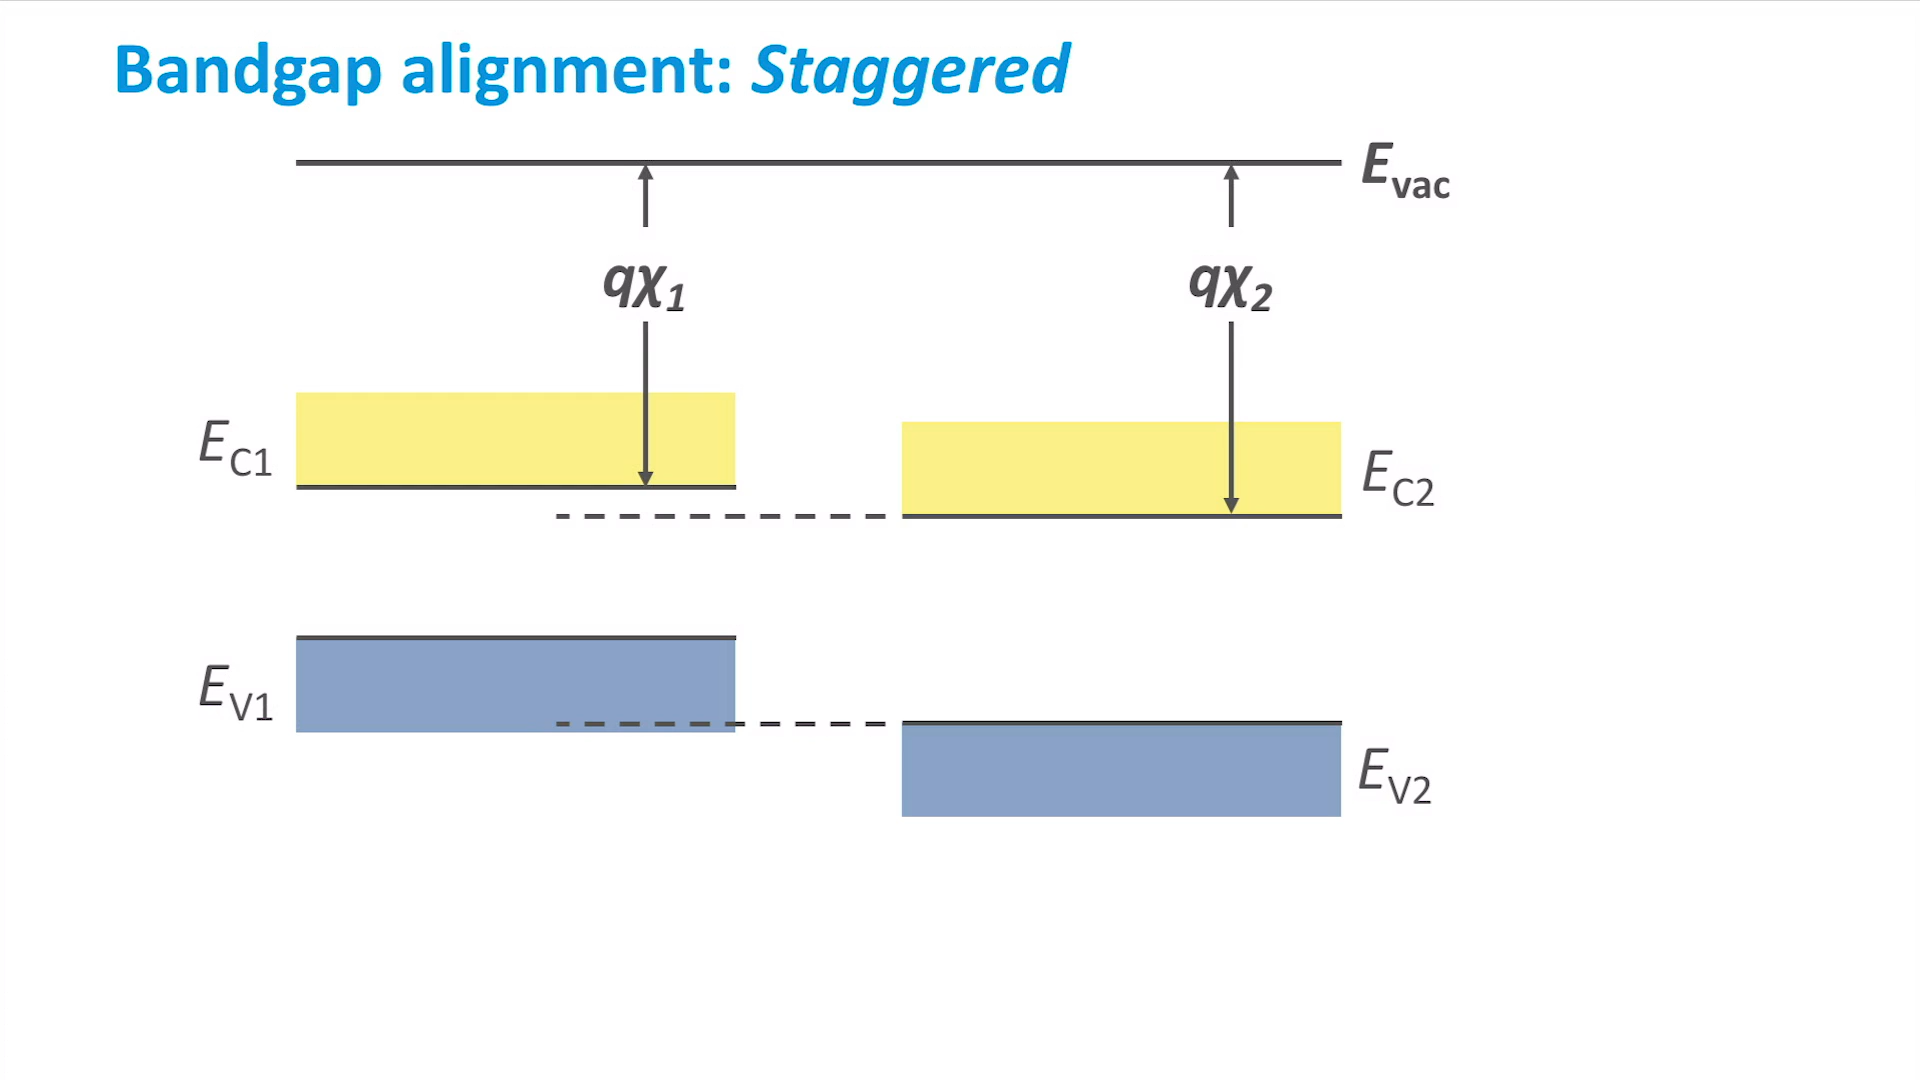 Bandgap alignment: Staggered
Evac
qχ1
qχ2
EC1
EC2
EV1
EV2